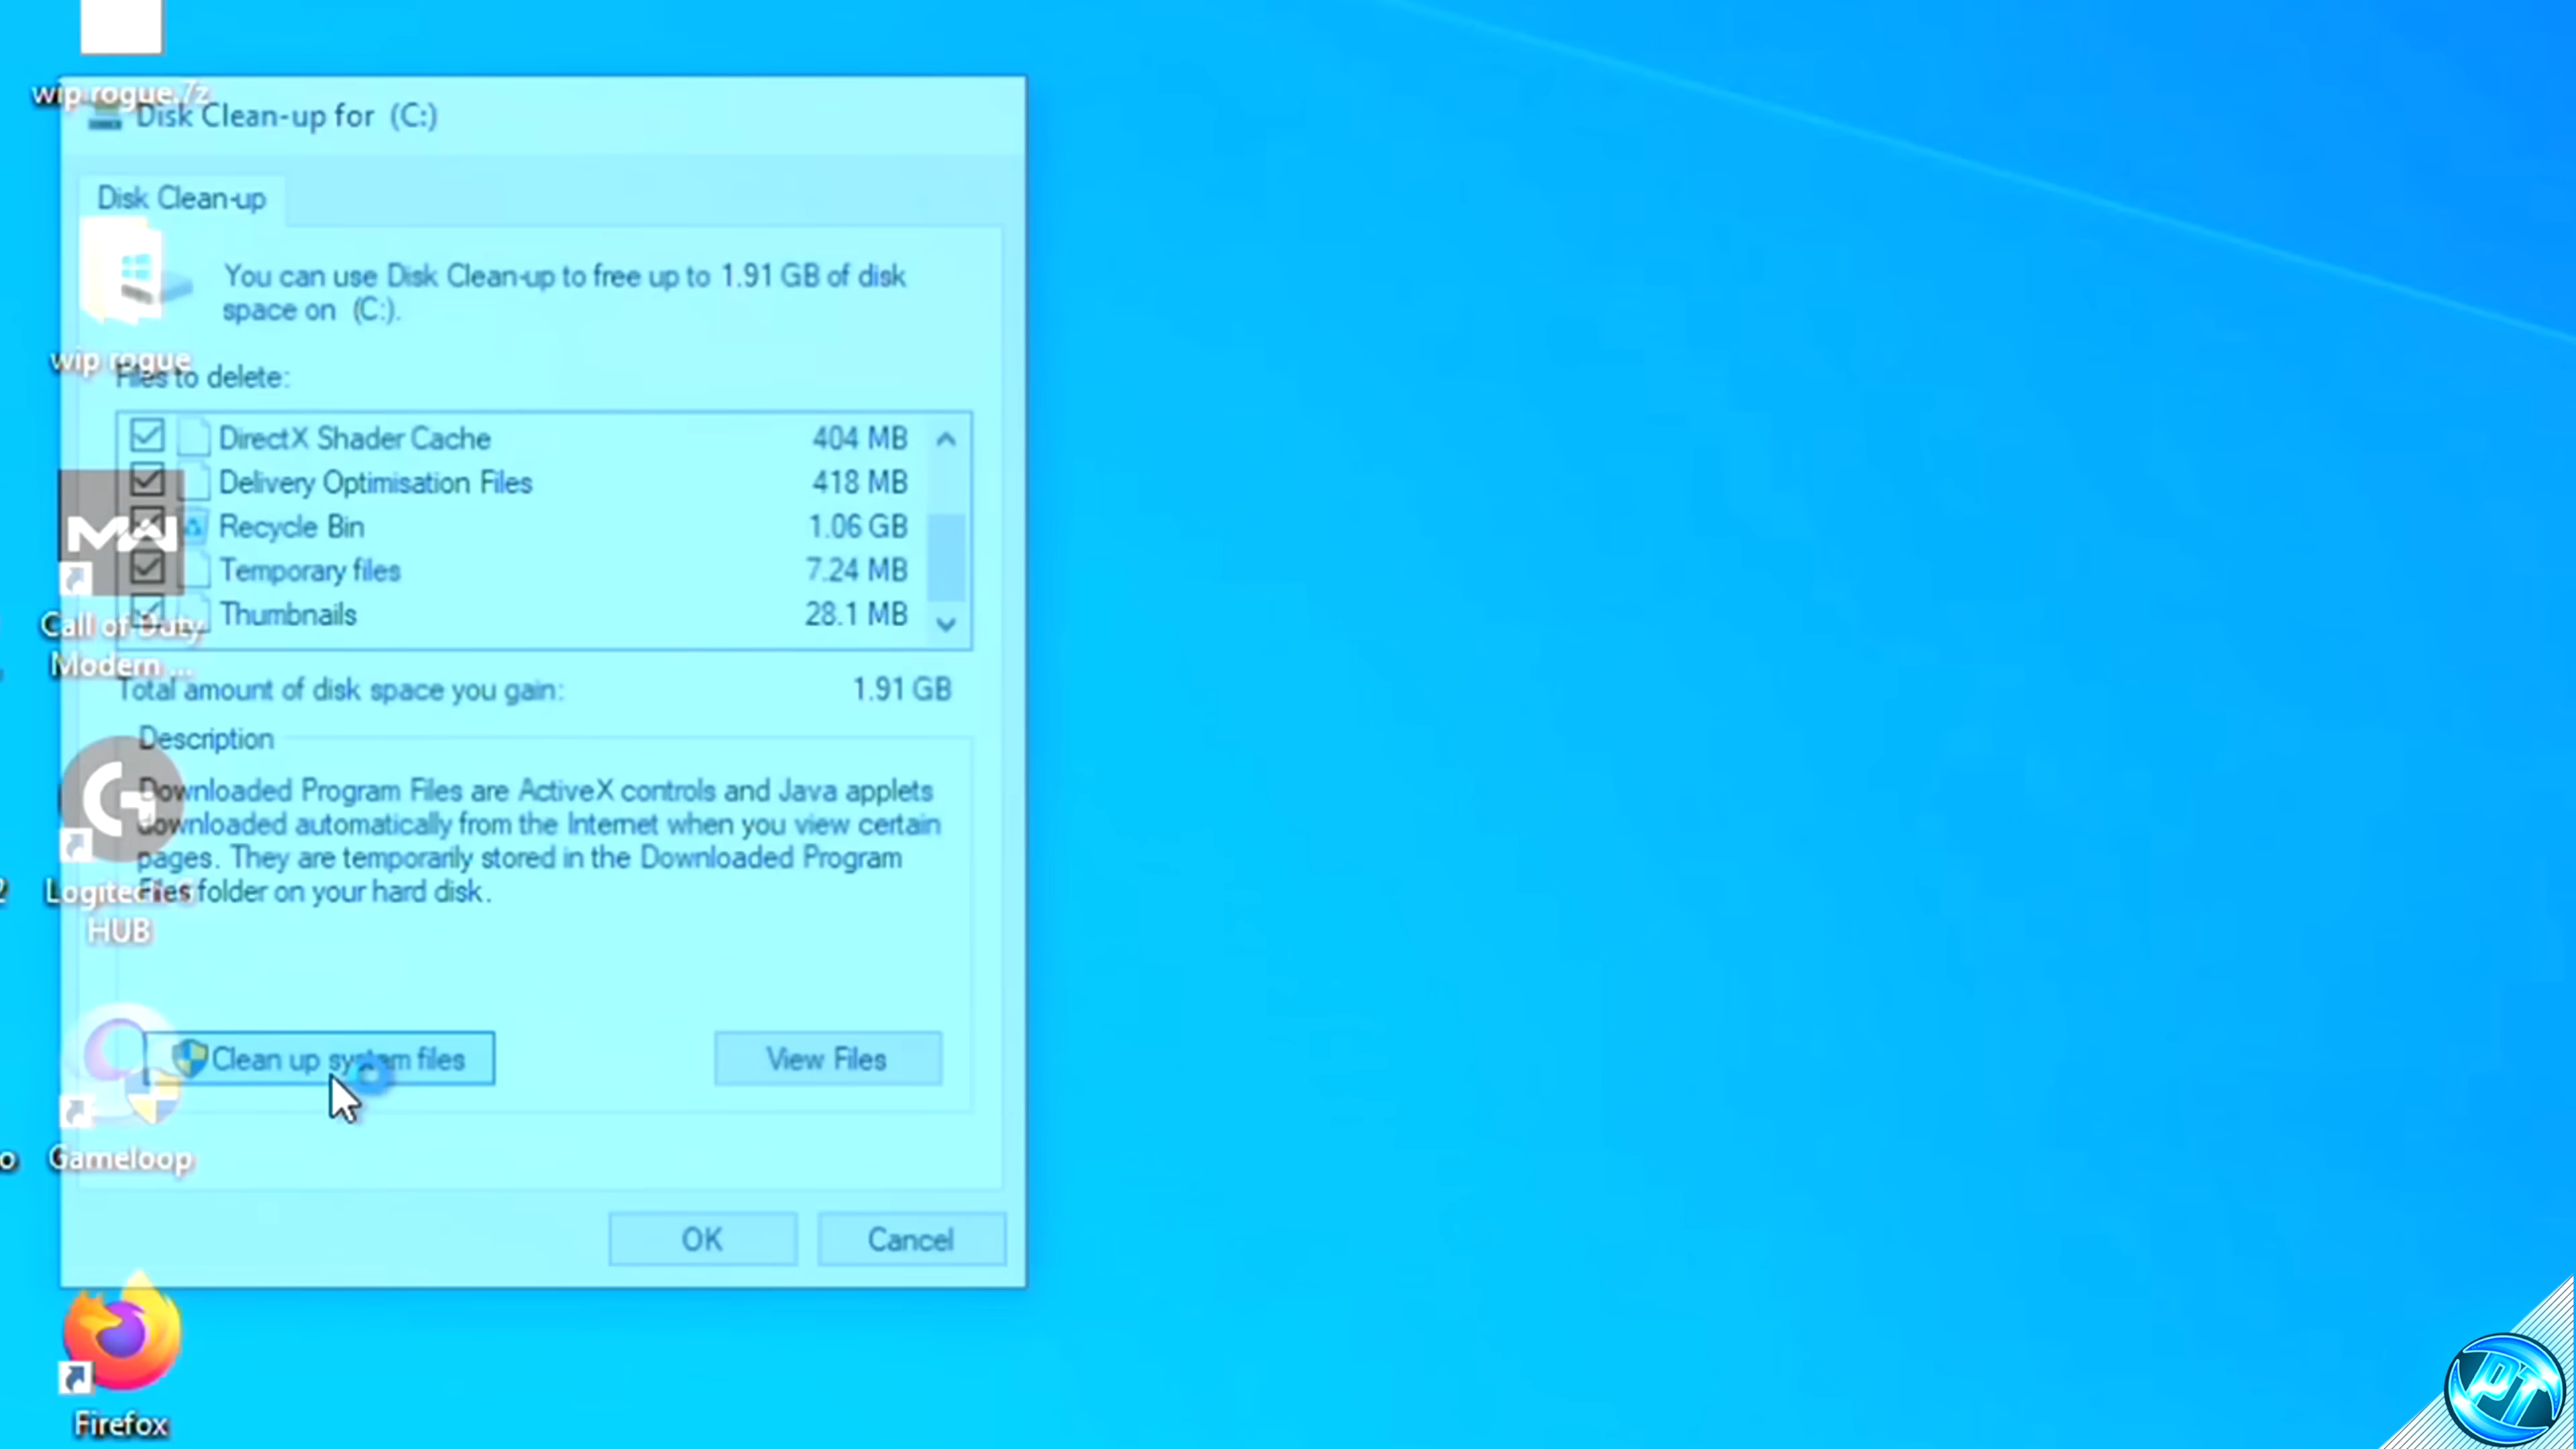 wip rogue.7z
Disk Clean-up for (C:)
Disk Clean-up
You can use Disk Clean-up to free up to 1.91 GB of disk
space on (C:).
wip rogue
Files to delete:
DirectX Shader Cache 404 MB
Delivery Optimisation Files 418 MB
Recycle Bin 1.06 GB
Temporary files 7.24 MB
Thumbnails 28.1 MB
Call of Duty
Modern ...
Total amount of disk space you gain: 1.91 GB
Description
Downloaded Program Files are ActiveX controls and Java applets
downloaded automatically from the Internet when you view certain
pages. They are temporarily stored in the Downloaded Program
Files folder on your hard disk.
Logitech G
HUB
Clean up system files
View Files
Gameloop
OK
Cancel
Firefox
PT